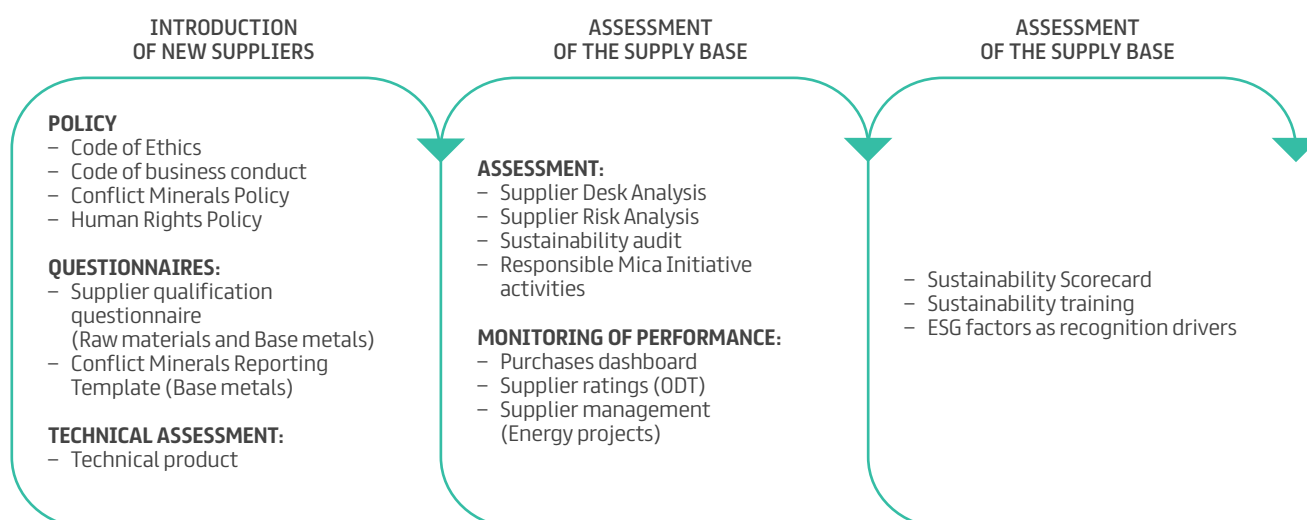 INTRODUCTION
OF NEW SUPPLIERS
POLICY
– Code of Ethics
– Code of business conduct
– Conflict Minerals Policy
– Human Rights Policy
QUESTIONNAIRES:
– Supplier qualification
questionnaire
(Raw materials and Base metals)
– Conflict Minerals Reporting
Template (Base metals)
TECHNICAL ASSESSMENT:
– Technical product
ASSESSMENT
OF THE SUPPLY BASE
ASSESSMENT:
– Supplier Desk Analysis
– Supplier Risk Analysis
– Sustainability audit
– Responsible Mica Initiative
activities
MONITORING OF PERFORMANCE:
– Purchases dashboard
– Supplier ratings (ODT)
– Supplier management
(Energy projects)
ASSESSMENT
OF THE SUPPLY BASE
– Sustainability Scorecard
– Sustainability training
– ESG factors as recognition drivers